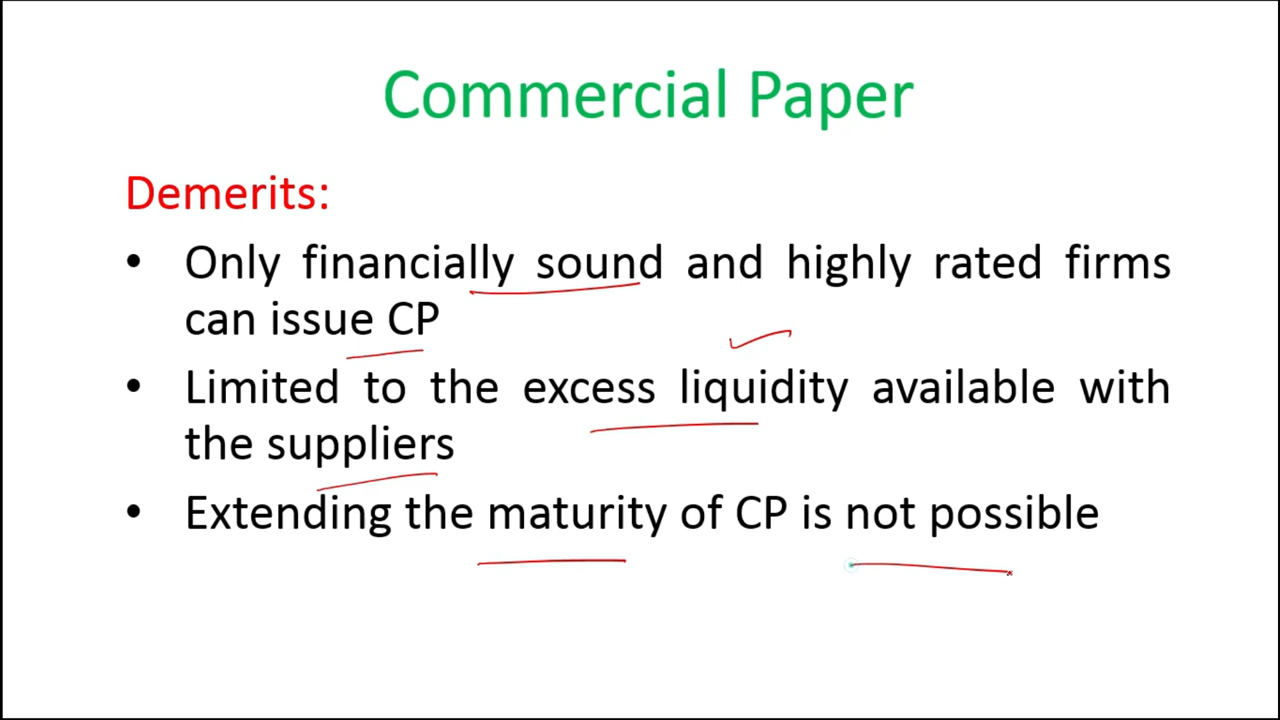 Commercial Paper
Demerits:
• Only financially sound and highly rated firms
can issue CP
• Limited to the excess liquidity available with
the suppliers
• Extending the maturity of CP is not possible